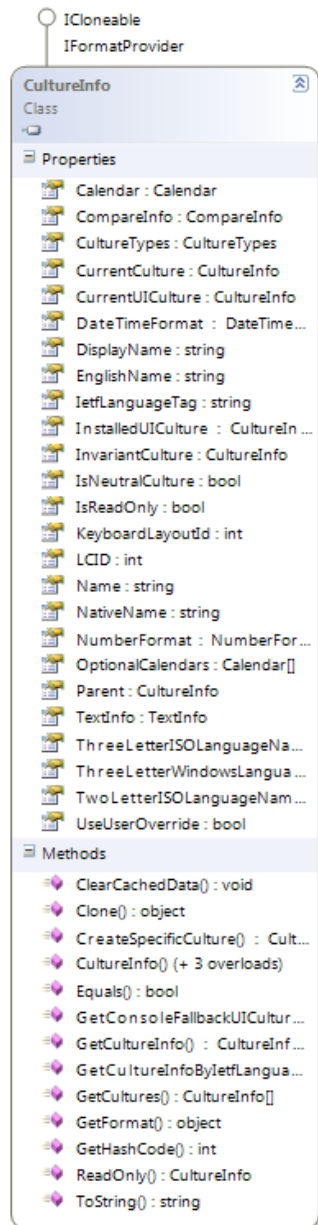 ICloneable
IFormatProvider
CultureInfo
Class
Properties
Calendar : Calendar
CompareInfo : CompareInfo
CultureTypes : CultureTypes
CurrentCulture : CultureInfo
CurrentUICulture : CultureInfo
DateTimeFormat : DateTime...
DisplayName : string
EnglishName : string
IetfLanguageTag : string
InstalledUICulture : CultureIn...
InvariantCulture : CultureInfo
IsNeutralCulture : bool
IsReadOnly : bool
KeyboardLayoutId : int
LCID : int
Name : string
NativeName : string
NumberFormat : NumberFor...
OptionalCalendars : Calendar[]
Parent : CultureInfo
TextInfo : TextInfo
ThreeLetterISOLanguageNa...
ThreeLetterWindowsLangua...
TwoLetterISOLanguageNam...
UseUserOverride : bool
Methods
ClearCachedData() : void
Clone() : object
CreateSpecificCulture() : Cult...
CultureInfo() (+ 3 overloads)
Equals() : bool
GetConsoleFallbackUICultur...
GetCultureInfo() : CultureInf...
GetCultureInfoByIetfLangua...
GetCultures() : CultureInfo[]
GetFormat() : object
GetHashCode() : int
ReadOnly() : CultureInfo
ToString() : string